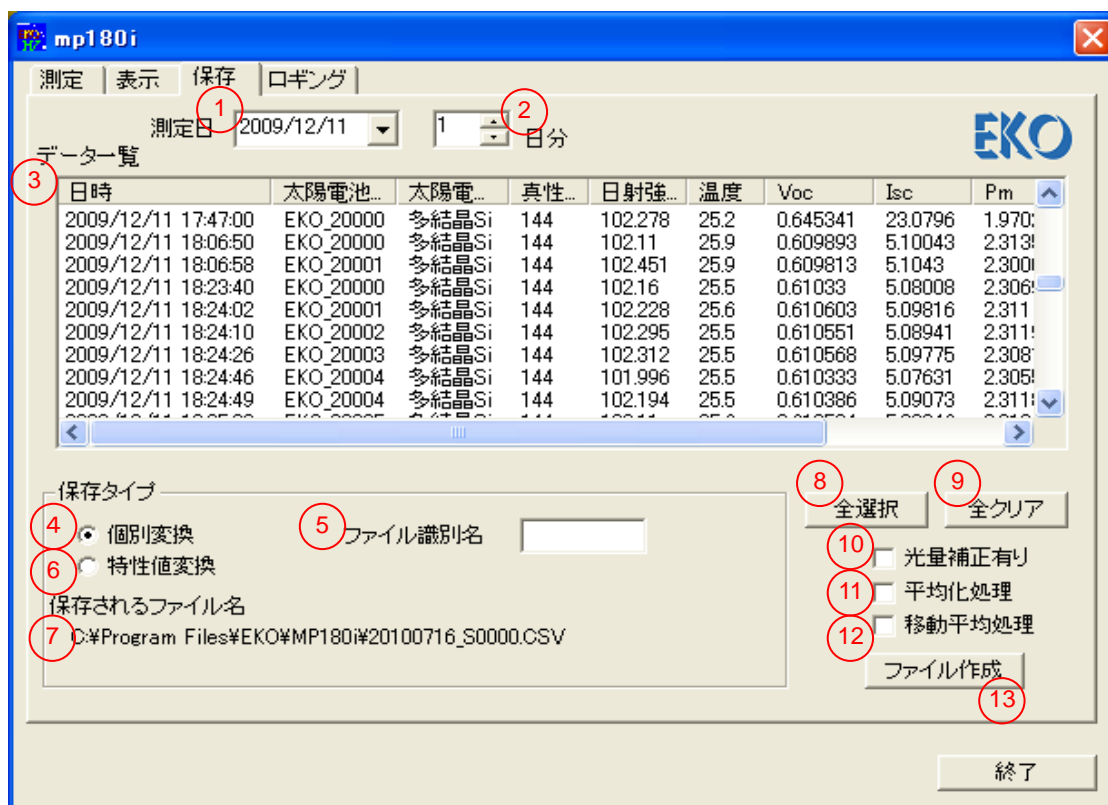 mp180i
測定 表示 保存 ロギング
1 2
測定日 2009/12/11 1 日分
EKO
データ一覧
3
日時 太陽電池... 太陽電... 真性... 日射強... 温度 Voc Isc Pm
2009/12/11 17:47:00 EKO_20000 多結晶Si 144 102.278 25.2 0.645341 23.0796 1.970
2009/12/11 18:06:50 EKO_20000 多結晶Si 144 102.11 25.9 0.609893 5.10043 2.313
2009/12/11 18:06:58 EKO_20001 多結晶Si 144 102.451 25.9 0.609813 5.1043 2.300
2009/12/11 18:23:40 EKO_20000 多結晶Si 144 102.16 25.5 0.61033 5.08008 2.306
2009/12/11 18:24:02 EKO_20001 多結晶Si 144 102.228 25.6 0.610603 5.09816 2.311
2009/12/11 18:24:10 EKO_20002 多結晶Si 144 102.295 25.5 0.610551 5.08941 2.311
2009/12/11 18:24:26 EKO_20003 多結晶Si 144 102.312 25.5 0.610568 5.09775 2.308
2009/12/11 18:24:46 EKO_20004 多結晶Si 144 101.996 25.5 0.610333 5.07631 2.305
2009/12/11 18:24:49 EKO_20004 多結晶Si 144 102.194 25.5 0.610386 5.09073 2.311
保存タイプ
4 個別変換 5 ファイル識別名
6 特性値変換
保存されるファイル名
7 C:¥Program Files¥EKO¥MP180i¥20100716_S0000.CSV
8 9
全選択 全クリア
10 光量補正有り
11 平均化処理
12 移動平均処理
ファイル作成
13
終了